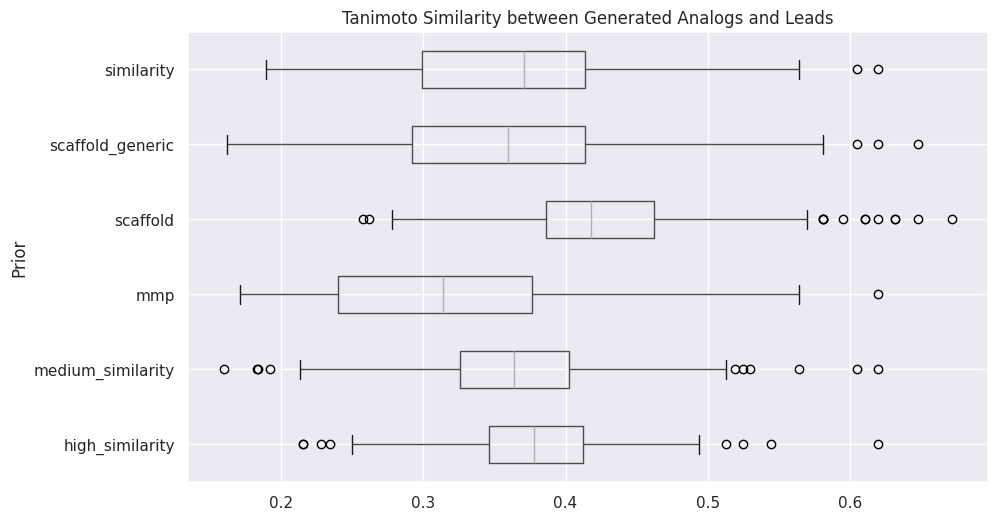 Tanimoto Similarity between Generated Analogs and Leads
Prior
similarity
scaffold_generic
scaffold
mmp
medium_similarity
high_similarity
0.2 0.3 0.4 0.5 0.6